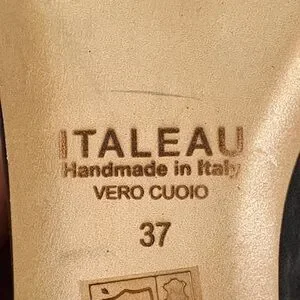 ITALEAU
Handmade in Italy
VERO CUOIO
37